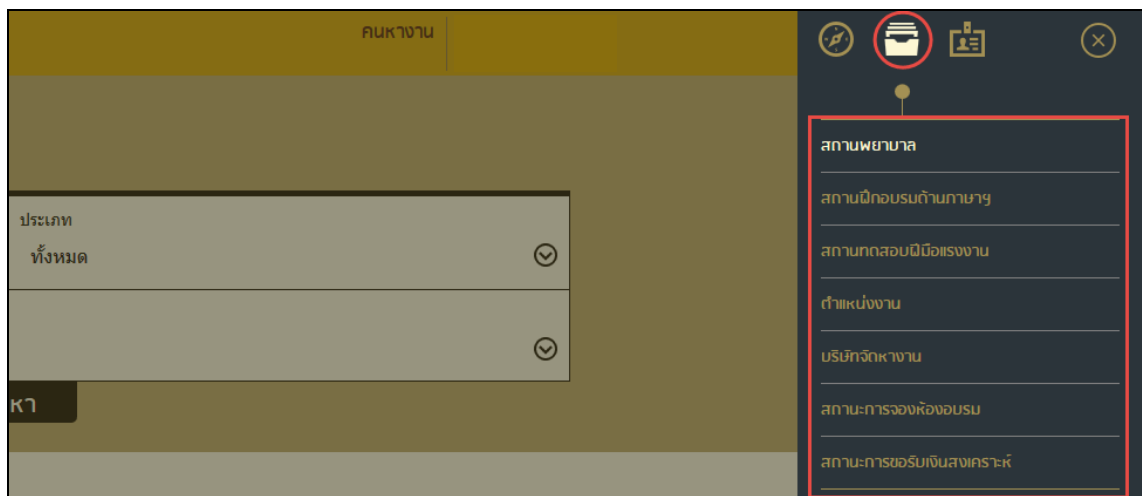 ค้นหางาน
ประเภท
ทั้งหมด
หา
สถานพยาบาล
สถานฝึกอบรมด้านภาษาฯ
สถานทดสอบฝีมือแรงงาน
ตำแหน่งงาน
บริษัทจัดหางาน
สถานะการจองห้องอบรม
สถานะการขอรับเงินสงเคราะห์